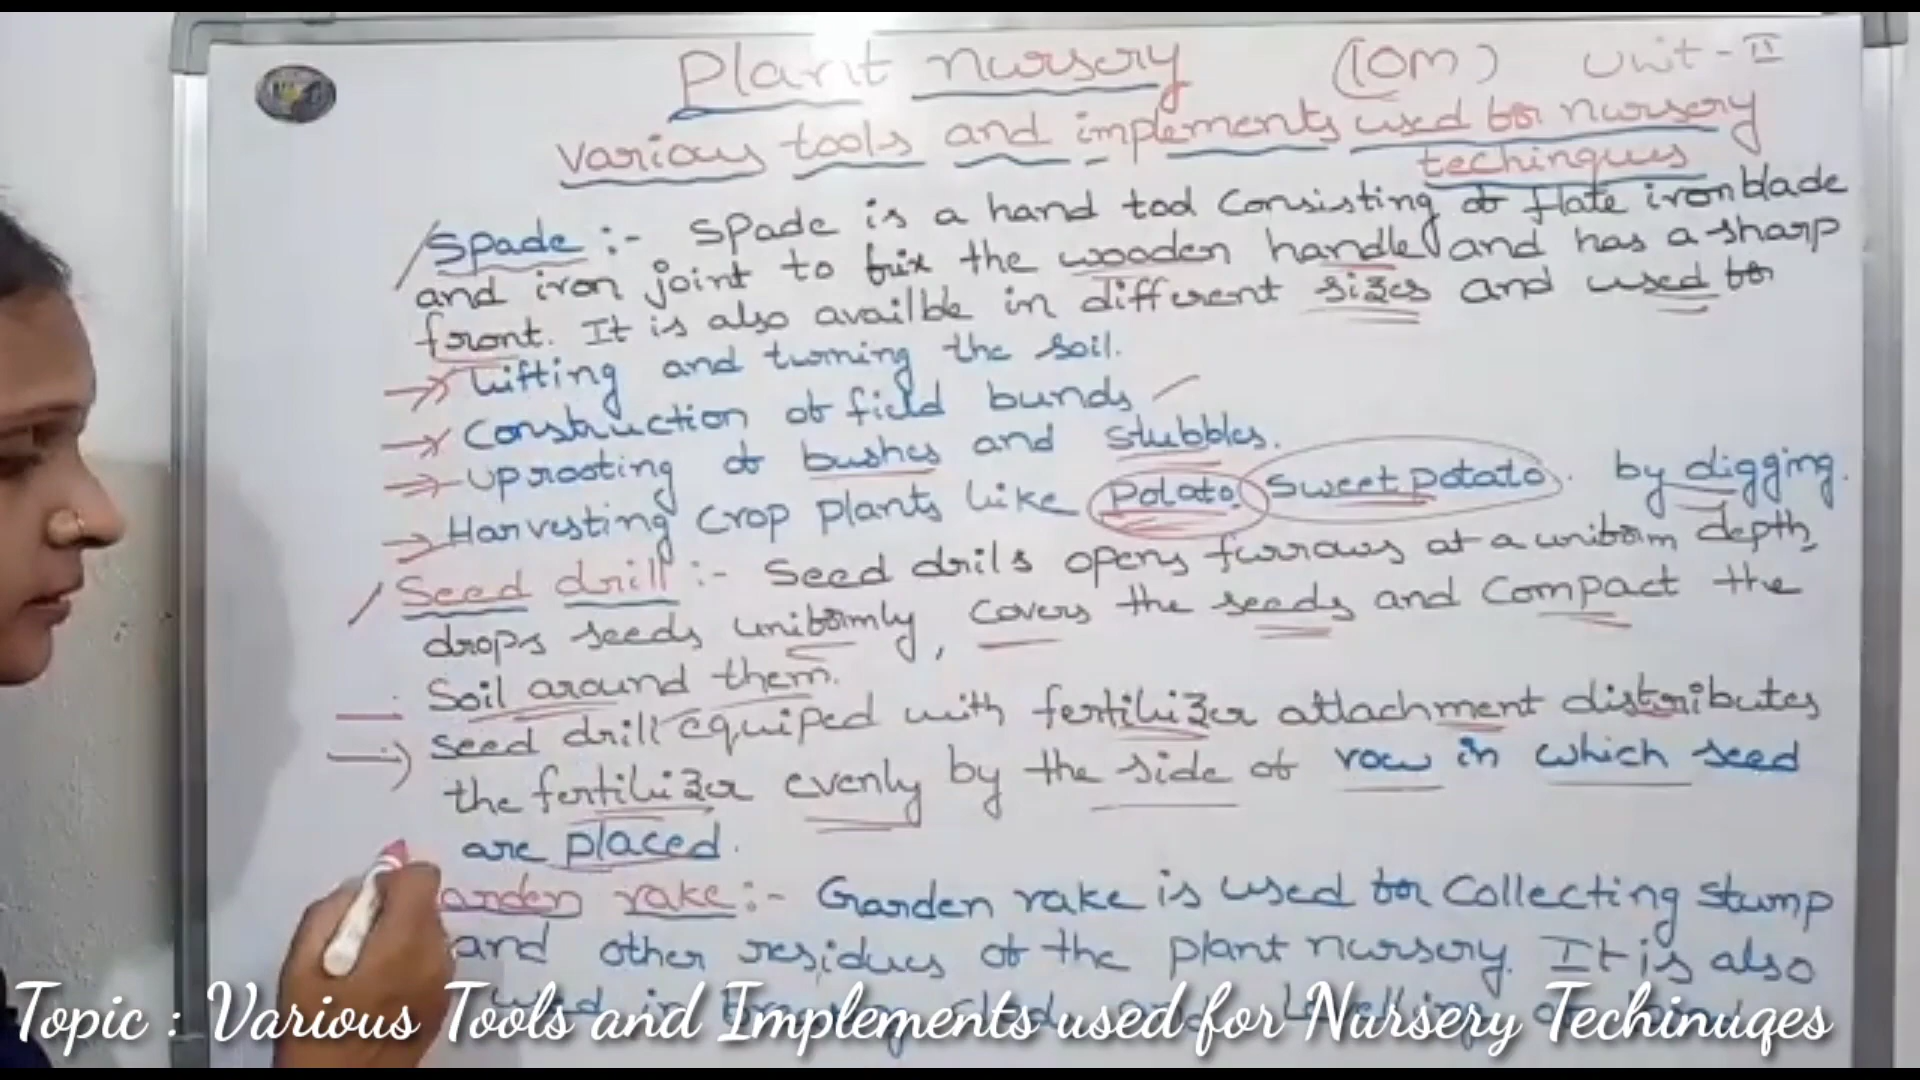 Plant nursery (10m) Unit - II
Various tools and implements used for nursery
techinques
Spade :- Spade is a hand tool Consisting of flate iron blade
and iron joint to fix the wooden handle and has a sharp
front. It is also availble in different sizes and used for
Lifting and turning the soil.
Construction of field bunds
Uprooting of bushes and stubbles.
Harvesting Crop plants like Potato. Sweet potato. by digging.
Seed drill :- Seed drils opens furrows at a uniform depth,
drops seeds uniformly, covers the seeds and Compact the
Soil around them.
Seed drill equiped with fertilizer attachment distributes
the fertilizer evenly by the side of row in which seed
are placed.
arden rake :- Garden rake is used for Collecting stump
and other residues of the plant nursery. It is also
Topic : Various Tools and Implements used for Nursery Techinuqes